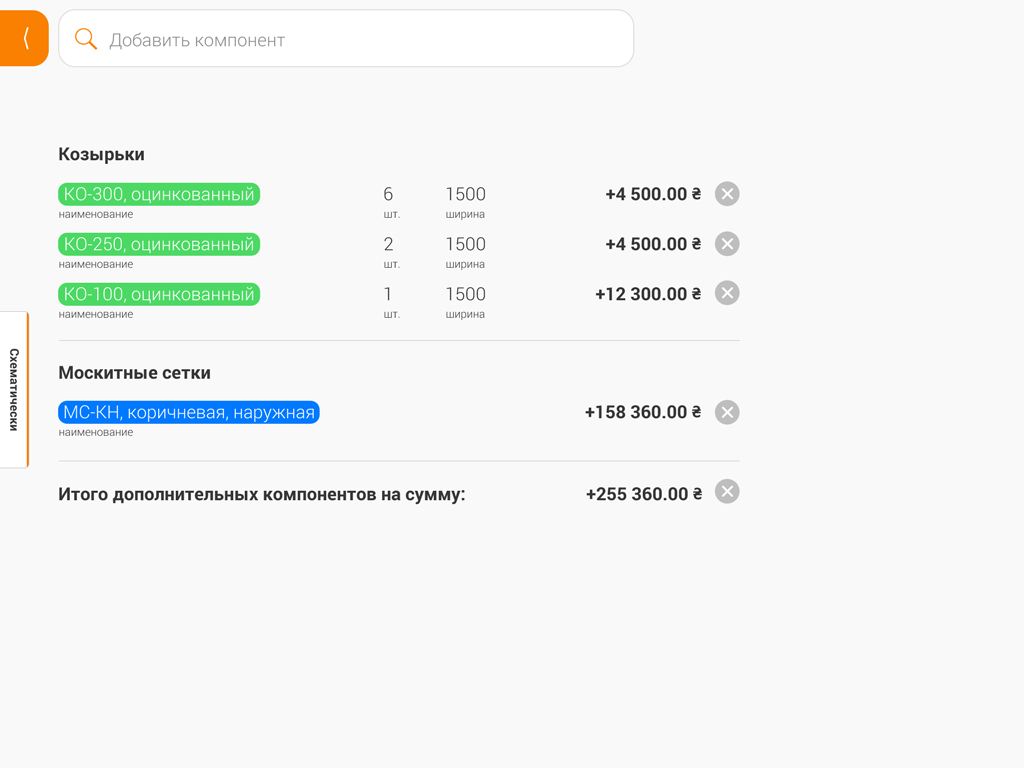 Добавить компонент
Козырьки
КО-300, оцинкованный 6 1500 +4 500.00 ₴
наименование шт. ширина
КО-250, оцинкованный 2 1500 +4 500.00 ₴
наименование шт. ширина
КО-100, оцинкованный 1 1500 +12 300.00 ₴
наименование шт. ширина
Схематически
Москитные сетки
МС-КН, коричневая, наружная +158 360.00 ₴
наименование
Итого дополнительных компонентов на сумму: +255 360.00 ₴